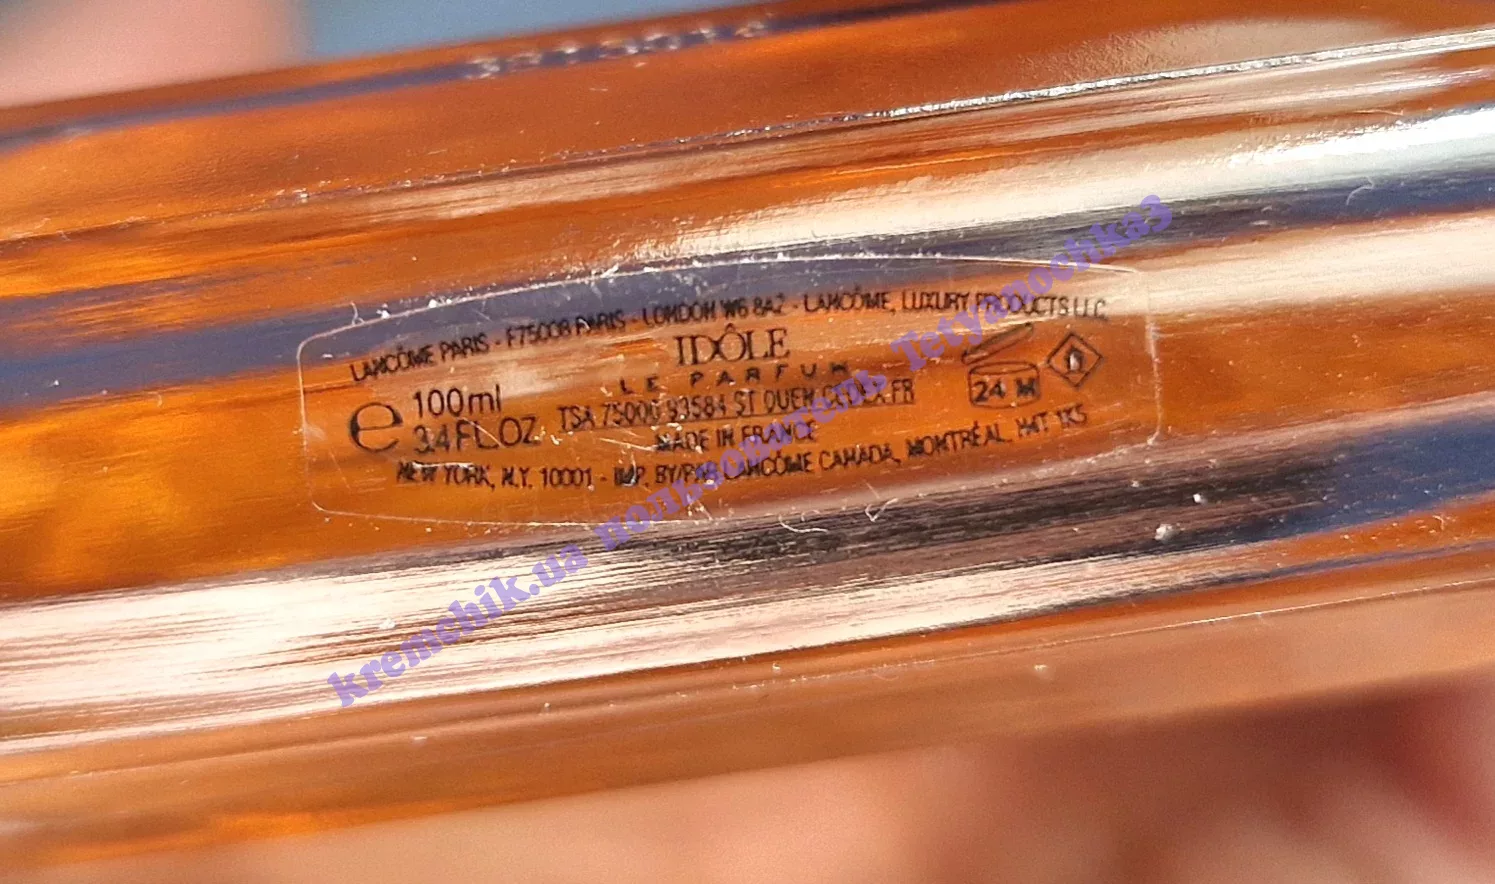 LANCÔME PARIS - F75008 PARIS - LONDON W6 8AZ - LANCÔME, LUXURY PRODUCTS LLC,
IDÔLE
LE PARFUM
e 100ml
3.4 FL.OZ.
TSA 75000 93584 ST OUEN CEDEX FR
24 M
MADE IN FRANCE
NEW YORK, N.Y. 10001 - IMP. BY/PAR LANCÔME CANADA, MONTRÉAL, H4T 1K5
kremchik.ua пользователь Tetyanochka3